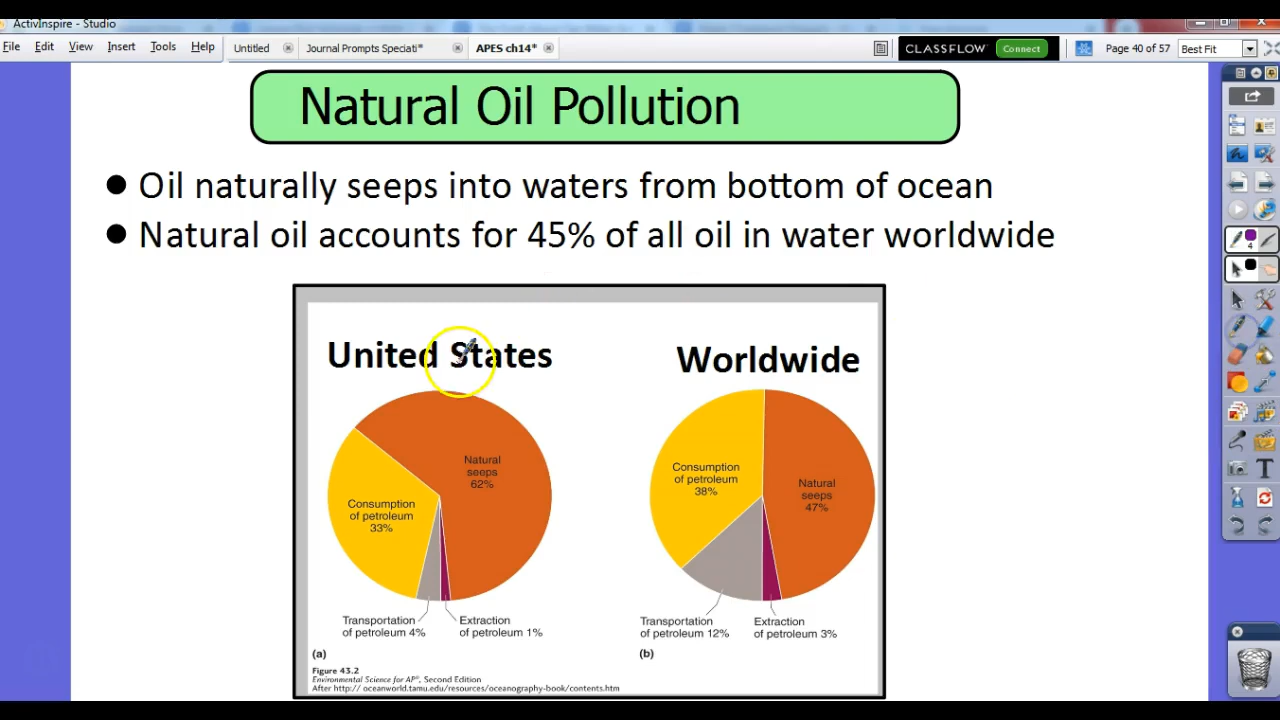 ActivInspire - Studio
File Edit View Insert Tools Help
Untitled Journal Prompts Speciati* APES ch14* CLASSFLOW Connect Page 40 of 57 Best Fit
Natural Oil Pollution
● Oil naturally seeps into waters from bottom of ocean
● Natural oil accounts for 45% of all oil in water worldwide
United States
Natural
seeps
62%
Consumption
of petroleum
33%
Transportation
of petroleum 4%
Extraction
of petroleum 1%
(a)
Worldwide
Consumption
of petroleum
38%
Natural
seeps
47%
Transportation
of petroleum 12%
Extraction
of petroleum 3%
(b)
Figure 43.2
Environmental Science for AP®, Second Edition
After http:// oceanworld.tamu.edu/resources/oceanography-book/contents.htm
4
T